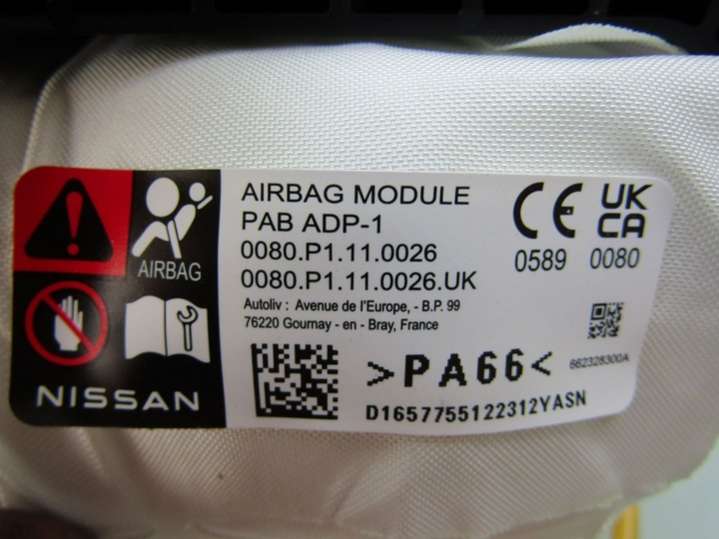 AIRBAG
NISSAN
AIRBAG MODULE
PAB ADP-1
0080.P1.11.0026
0080.P1.11.0026.UK
Autoliv : Avenue de l'Europe, - B.P. 99
76220 Gournay - en - Bray, France
>PA66<
D1657755122312YASN
CE
0589
UK
CA
0080
662328300A